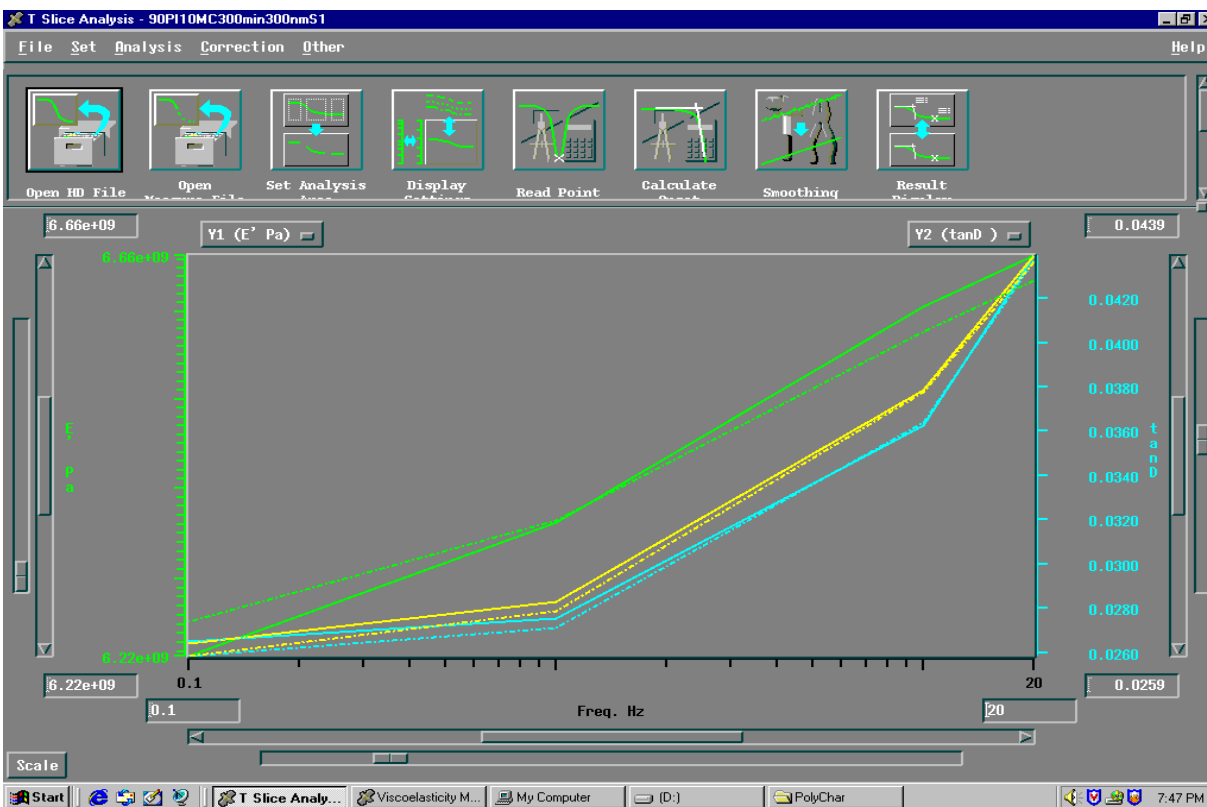 T Slice Analysis - 90PI10MC300min300nmS1
File Set Analysis Correction Other Help
Open HD File
Open
Set Analysis
Display
Read Point
Calculate
Smoothing
Result
6.66e+09
Y1 (E' Pa)
Y2 (tanD )
0.0439
6.66e+09
0.0420
0.0400
0.0380
0.0360
0.0340
0.0320
0.0300
0.0280
0.0260
E' Pa
tanD
6.22e+09
6.22e+09
0.1
20
0.0259
0.1
Freq. Hz
20
Scale
Start
T Slice Analy...
Viscoelasticity M...
My Computer
(D:)
PolyChar
7:47 PM